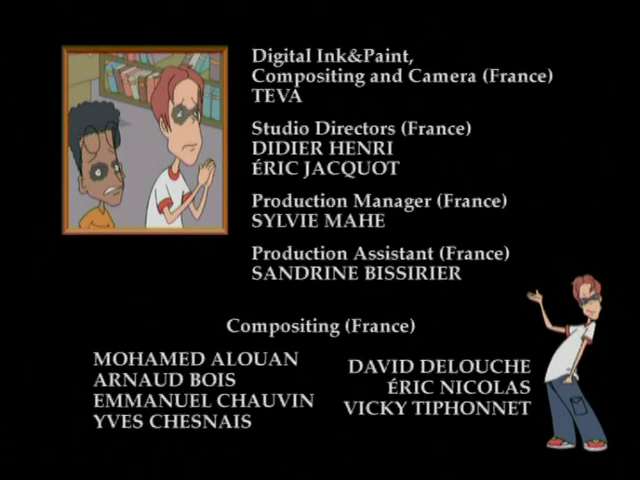 Digital Ink&Paint,
Compositing and Camera (France)
TEVA
Studio Directors (France)
DIDIER HENRI
ÉRIC JACQUOT
Production Manager (France)
SYLVIE MAHE
Production Assistant (France)
SANDRINE BISSIRIER
Compositing (France)
MOHAMED ALOUAN
ARNAUD BOIS
EMMANUEL CHAUVIN
YVES CHESNAIS
DAVID DELOUCHE
ÉRIC NICOLAS
VICKY TIPHONNET